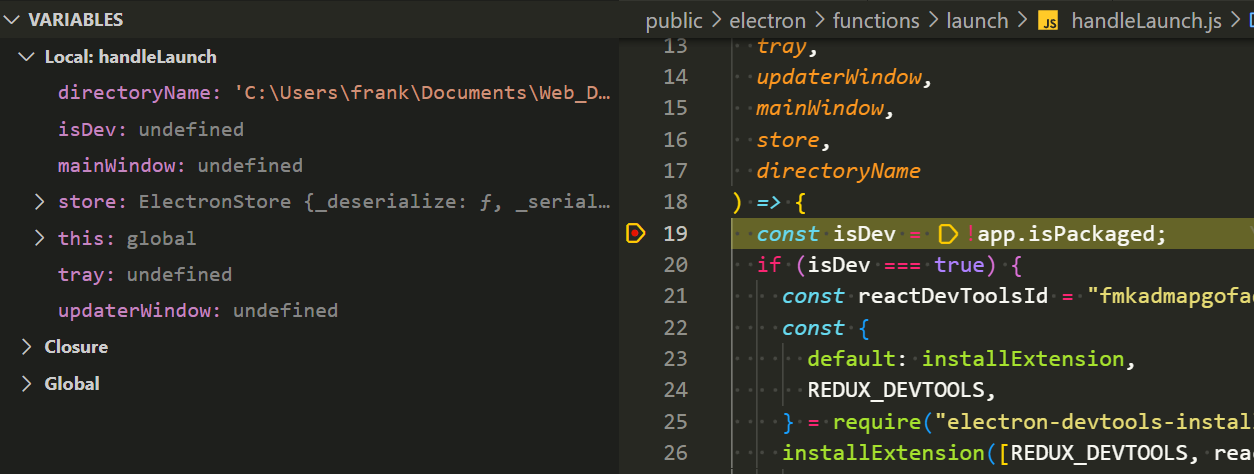 VARIABLES
Local: handleLaunch
directoryName: 'C:\Users\frank\Documents\Web_D…
isDev: undefined
mainWindow: undefined
store: ElectronStore {_deserialize: ƒ, _serial…
this: global
tray: undefined
updaterWindow: undefined
Closure
Global
public > electron > functions > launch > JS handleLaunch.js >
13 tray,
14 updaterWindow,
15 mainWindow,
16 store,
17 directoryName
18 ) => {
19 const isDev = !app.isPackaged;
20 if (isDev === true) {
21 const reactDevToolsId = "fmkadmapgofa
22 const {
23 default: installExtension,
24 REDUX_DEVTOOLS,
25 } = require("electron-devtools-instal
26 installExtension([REDUX_DEVTOOLS, rea